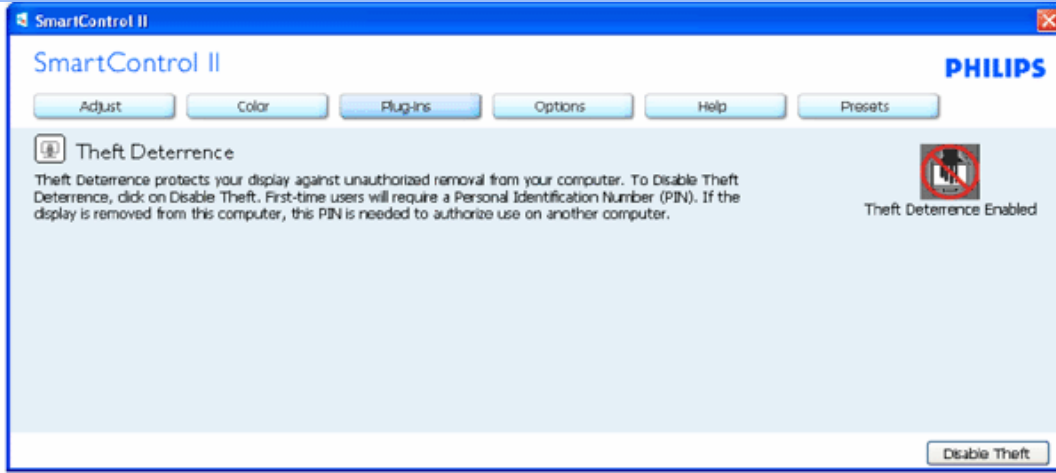 SmartControl II
SmartControl II
PHILIPS
Adjust Color Plug-Ins Options Help Presets
Theft Deterrence
Theft Deterrence protects your display against unauthorized removal from your computer. To Disable Theft
Deterrence, click on Disable Theft. First-time users will require a Personal Identification Number (PIN). If the
display is removed from this computer, this PIN is needed to authorize use on another computer.
Theft Deterrence Enabled
Disable Theft